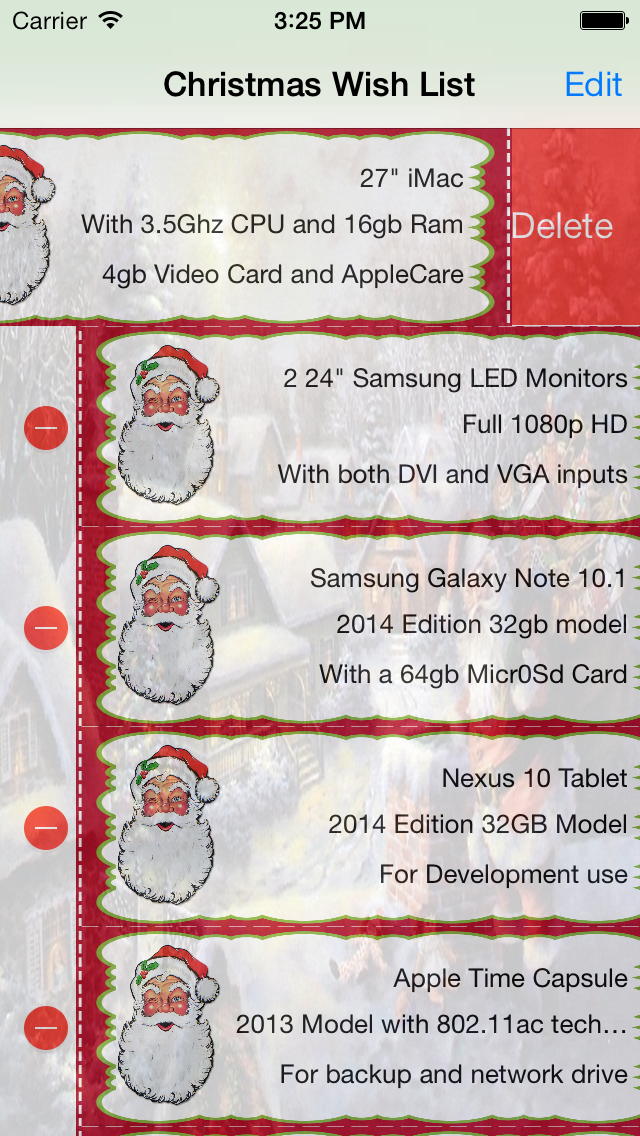 Carrier 3:25 PM
Christmas Wish List Edit
27" iMac
With 3.5Ghz CPU and 16gb Ram
4gb Video Card and AppleCare
Delete
2 24" Samsung LED Monitors
Full 1080p HD
With both DVI and VGA inputs
Samsung Galaxy Note 10.1
2014 Edition 32gb model
With a 64gb Micr0Sd Card
Nexus 10 Tablet
2014 Edition 32GB Model
For Development use
Apple Time Capsule
2013 Model with 802.11ac tech…
For backup and network drive